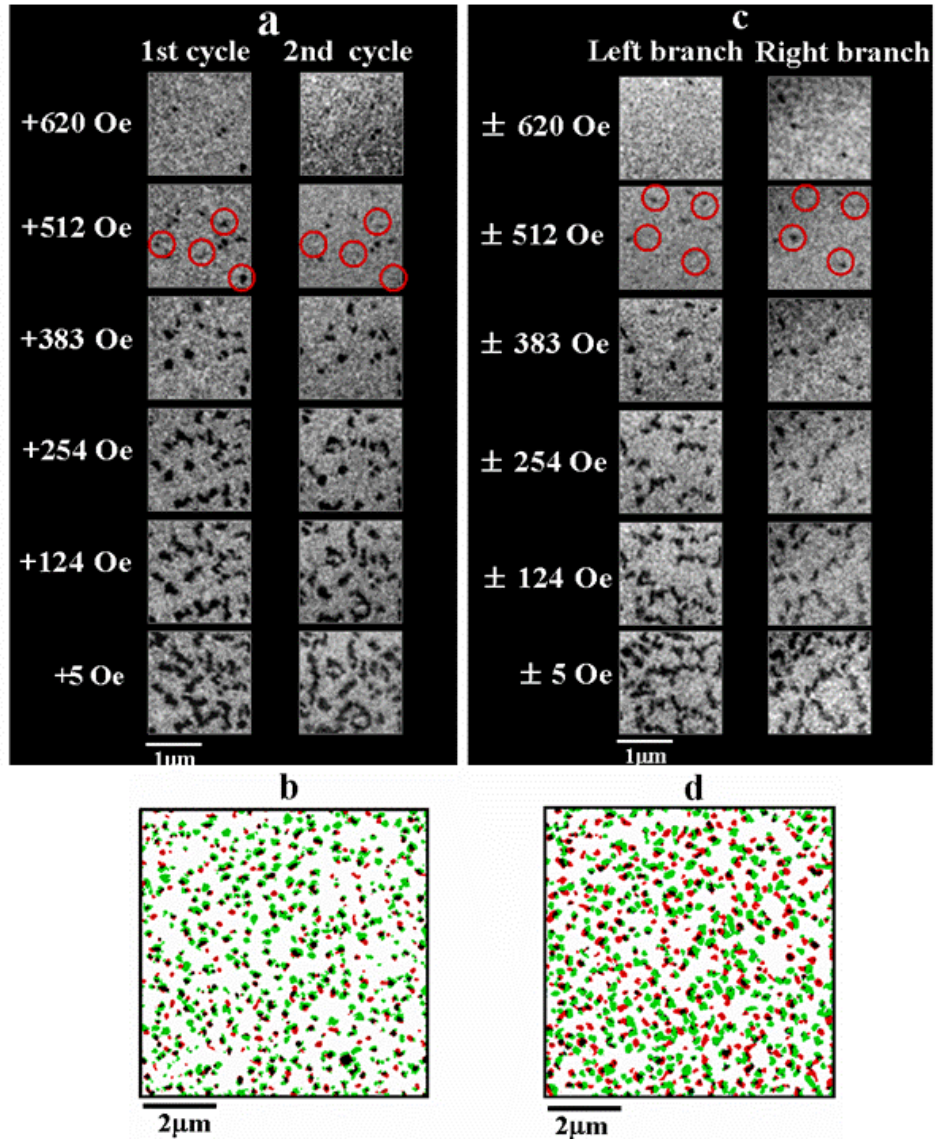 a
1st cycle 2nd cycle
+620 Oe
+512 Oe
+383 Oe
+254 Oe
+124 Oe
+5 Oe
1μm
c
Left branch Right branch
± 620 Oe
± 512 Oe
± 383 Oe
± 254 Oe
± 124 Oe
± 5 Oe
1μm
b
2μm
d
2μm